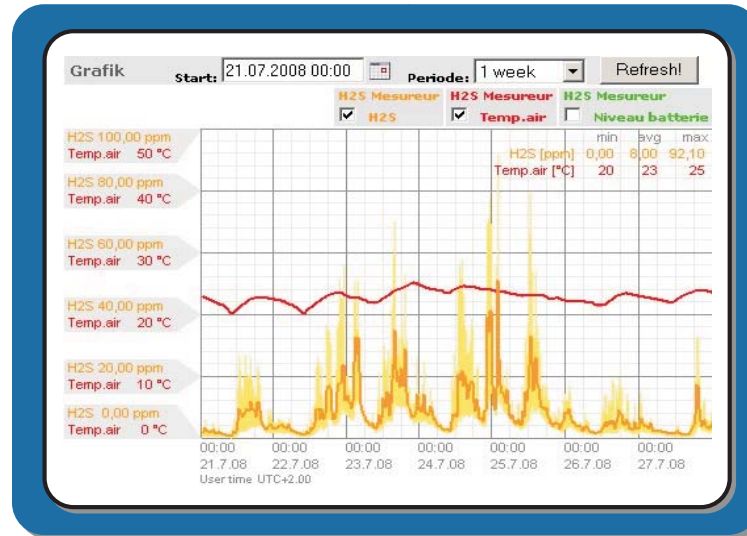 Grafik Start: 21.07.2008 00:00 Periode: 1 week Refresh!
H2S Mesureur H2S Mesureur H2S Mesureur
H2S Temp.air Niveau batterie
H2S 100,00 ppm
Temp.air 50 °C
min avg max
H2S [ppm] 0,00 8,00 92,10
Temp.air [°C] 20 23 25
H2S 80,00 ppm
Temp.air 40 °C
H2S 60,00 ppm
Temp.air 30 °C
H2S 40,00 ppm
Temp.air 20 °C
H2S 20,00 ppm
Temp.air 10 °C
H2S 0,00 ppm
Temp.air 0 °C
00:00 00:00 00:00 00:00 00:00 00:00 00:00
21.7.08 22.7.08 23.7.08 24.7.08 25.7.08 26.7.08 27.7.08
User time UTC+2.00